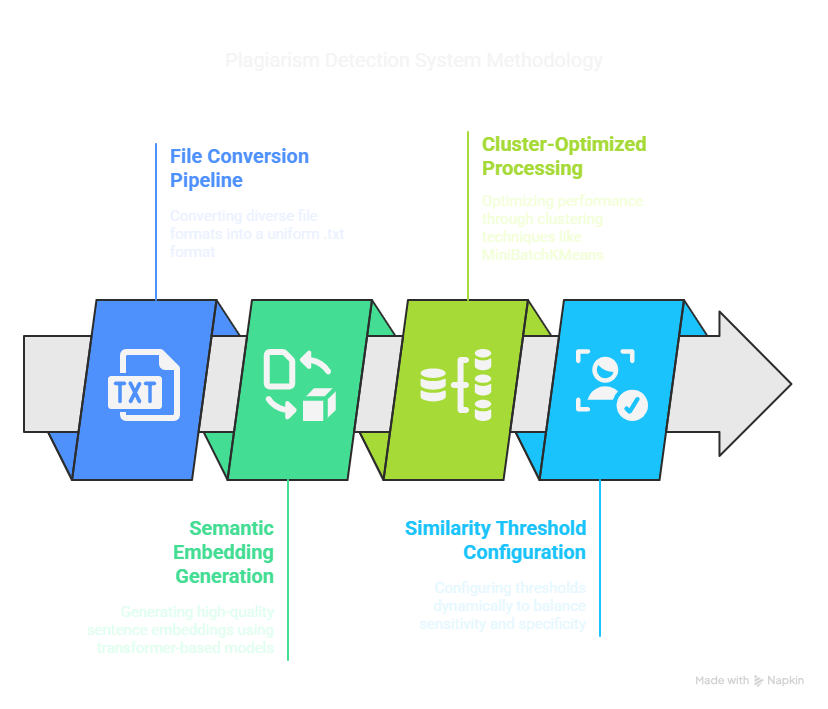 Plagiarism Detection System Methodology
File Conversion
Pipeline
Converting diverse file
formats into a uniform .txt
format
Cluster-Optimized
Processing
Optimizing performance
through clustering
techniques like
MiniBatchKMeans
TXT
Semantic
Embedding
Generation
Generating high-quality
sentence embeddings using
transformer-based models
Similarity Threshold
Configuration
Configuring thresholds
dynamically to balance
sensitivity and specificity
Made with Napkin